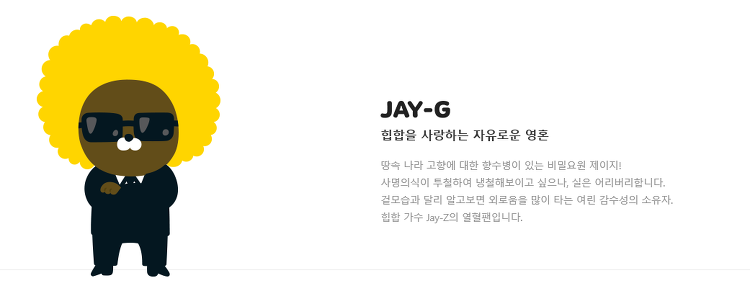 JAY-G
힙합을 사랑하는 자유로운 영혼
땅속 나라 고향에 대한 향수병이 있는 비밀요원 제이지!
사명의식이 투철하여 냉철해보이고 싶으나, 실은 어리버리합니다.
겉모습과 달리 알고보면 외로움을 많이 타는 여린 감수성의 소유자.
힙합 가수 Jay-Z의 열혈팬입니다.